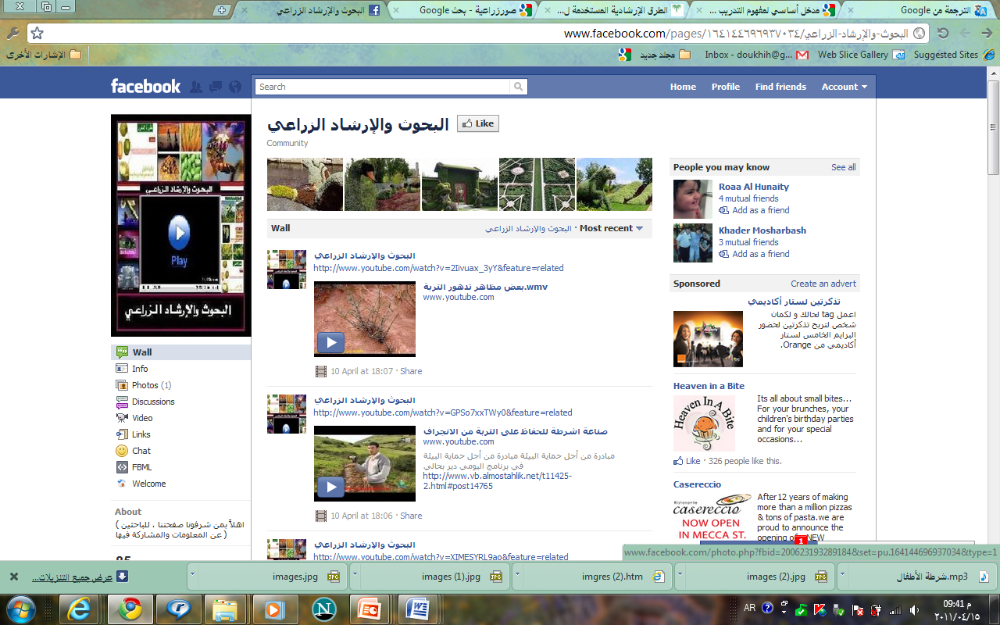 البحوث والإرشاد الزراعي
صورزراعية - بحث Google
الطرق الإرشادية المستخدمة ل...
مدخل أساسي لمفهوم التدريب ...
الترجمة من Google
www.facebook.com/pages/البحوث-والإرشاد-الزراعي/١٦٤١٤٤٦٩٦٩٣٧٠٣٤
الإشارات الأخرى
مجلد جديد
Inbox - doukhih@g...
Web Slice Gallery
Suggested Sites
facebook
Search
Home
Profile
Find friends
Account
البحوث والإرشاد الزراعي
Play
البحوث والإرشاد الزراعي
Wall
Info
Photos (1)
Discussions
Video
Links
Chat
FBML
Welcome
About
( اهلاً بمن شرفونا صفحتنا ، للباحثين
عن المعلومات والمشاركة فيها )
البحوث والإرشاد الزراعي
Like
Community
Wall
البحوث والإرشاد الزراعي · Most recent
البحوث والإرشاد الزراعي
http://www.youtube.com/watch?v=2Iivuax_3yY&feature=related
بعض مظاهر تدهور التربة.wmv
www.youtube.com
10 April at 18:07 · Share
البحوث والإرشاد الزراعي
http://www.youtube.com/watch?v=GPSo7xxTWy0&feature=related
صناعة اشرطة للحفاظ على التربة من الانجراف
www.youtube.com
مبادرة من أجل حماية البيئة مبادرة من أجل حماية البيئة
في برنامج اليومي دير بحالي
http://www.vb.almostahlik.net/t11425-
2.html#post14765
10 April at 18:06 · Share
البحوث والإرشاد الزراعي
http://www.youtube.com/watch?v=XIMESYRL9ao&feature=related
People you may know
See all
Roaa Al Hunaity
4 mutual friends
Add as a friend
Khader Mosharbash
3 mutual friends
Add as a friend
Sponsored
Create an advert
تذكرتين لستار أكاديمي
اعمل tag لحالك و لكمان
شخص لتربح تذكرتين لحضور
البرايم الخامس لستار
أكاديمي من Orange.
Heaven in a Bite
Heaven In A Bite
Its all about small bites...
For your brunches, your
children's birthday parties
and for your special
occasions...
Like · 326 people like this.
Casereccio
Ristorante
casereccio
NOW OPEN
IN MECCA ST.
After 12 years of making
more than a million pizzas
& tons of pasta.we are
proud to announce the
opening of NEW
1
www.facebook.com/photo.php?fbid=200623193289184&set=pu.164144696937034&type=1
عرض جميع التنزيلات...
images.jpg
images (1).jpg
imgres (2).htm
images (2).jpg
شرطة الأطفال.mp3
AR
09:41 م
٢٠١١/٠٤/١٥